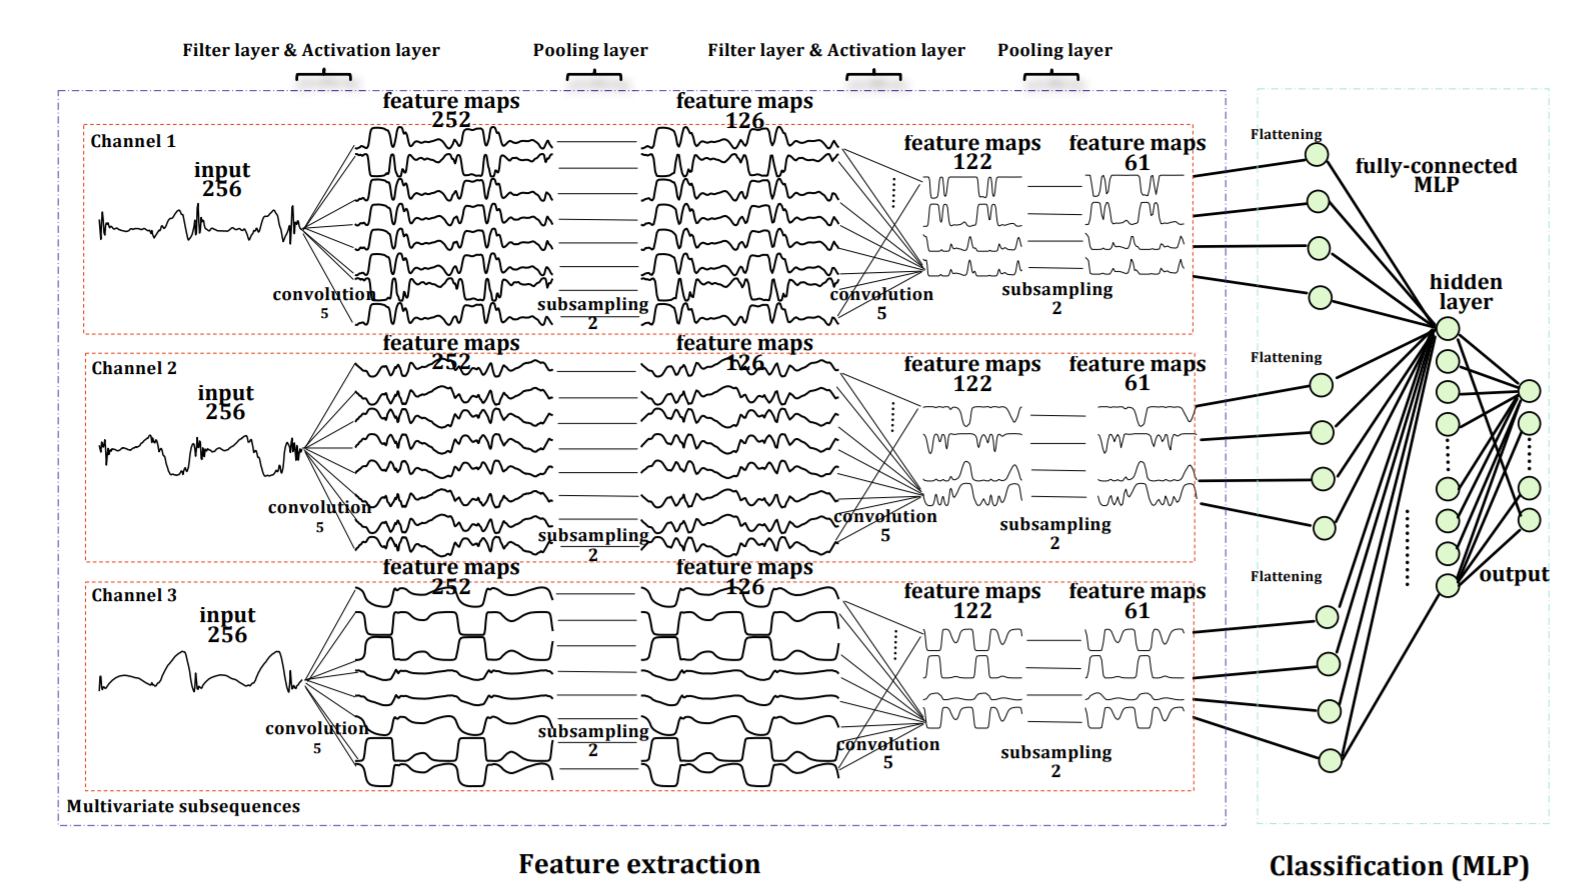 Filter layer & Activation layer
Pooling layer
Filter layer & Activation layer
Pooling layer
Channel 1
input
256
convolution
5
feature maps
252
subsampling
2
feature maps
126
convolution
5
feature maps
122
subsampling
2
feature maps
61
Flattening
Channel 2
input
256
convolution
5
feature maps
252
subsampling
2
feature maps
126
convolution
5
feature maps
122
subsampling
2
feature maps
61
Flattening
Channel 3
input
256
convolution
5
feature maps
252
subsampling
2
feature maps
126
convolution
5
feature maps
122
subsampling
2
feature maps
61
Flattening
Multivariate subsequences
fully-connected
MLP
hidden
layer
output
Feature extraction
Classification (MLP)